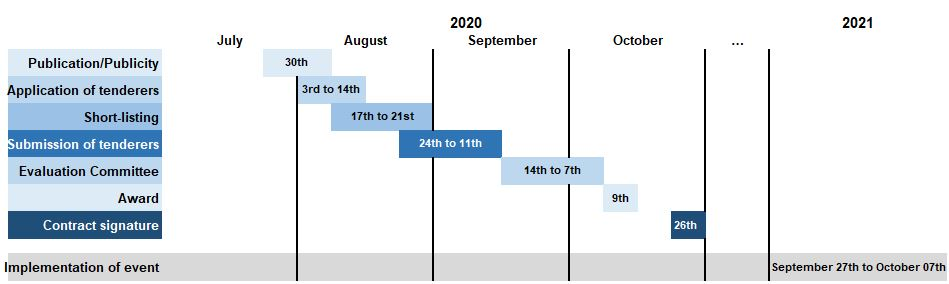 2020
2021
July
August
September
October
...
Publication/Publicity
30th
Application of tenderers
3rd to 14th
Short-listing
17th to 21st
Submission of tenderers
24th to 11th
Evaluation Committee
14th to 7th
Award
9th
Contract signature
26th
Implementation of event
September 27th to October 07th